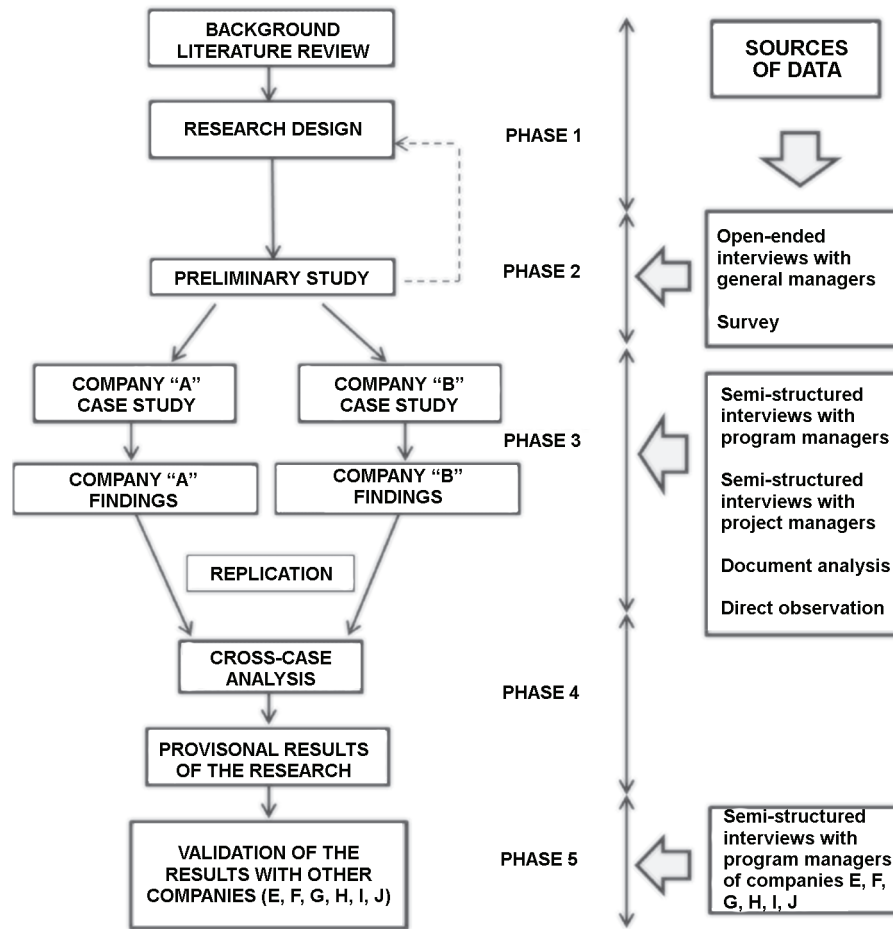 BACKGROUND
LITERATURE REVIEW
SOURCES
OF DATA
RESEARCH DESIGN
PHASE 1
Open-ended
interviews with
general managers
Survey
PRELIMINARY STUDY
PHASE 2
COMPANY “A”
CASE STUDY
COMPANY “B”
CASE STUDY
PHASE 3
Semi-structured
interviews with
program managers
Semi-structured
interviews with
project managers
Document analysis
Direct observation
COMPANY “A”
FINDINGS
COMPANY “B”
FINDINGS
REPLICATION
CROSS-CASE
ANALYSIS
PHASE 4
PROVISONAL RESULTS
OF THE RESEARCH
VALIDATION OF THE
RESULTS WITH OTHER
COMPANIES (E, F, G, H, I, J)
PHASE 5
Semi-structured
interviews with
program managers
of companies E, F,
G, H, I, J